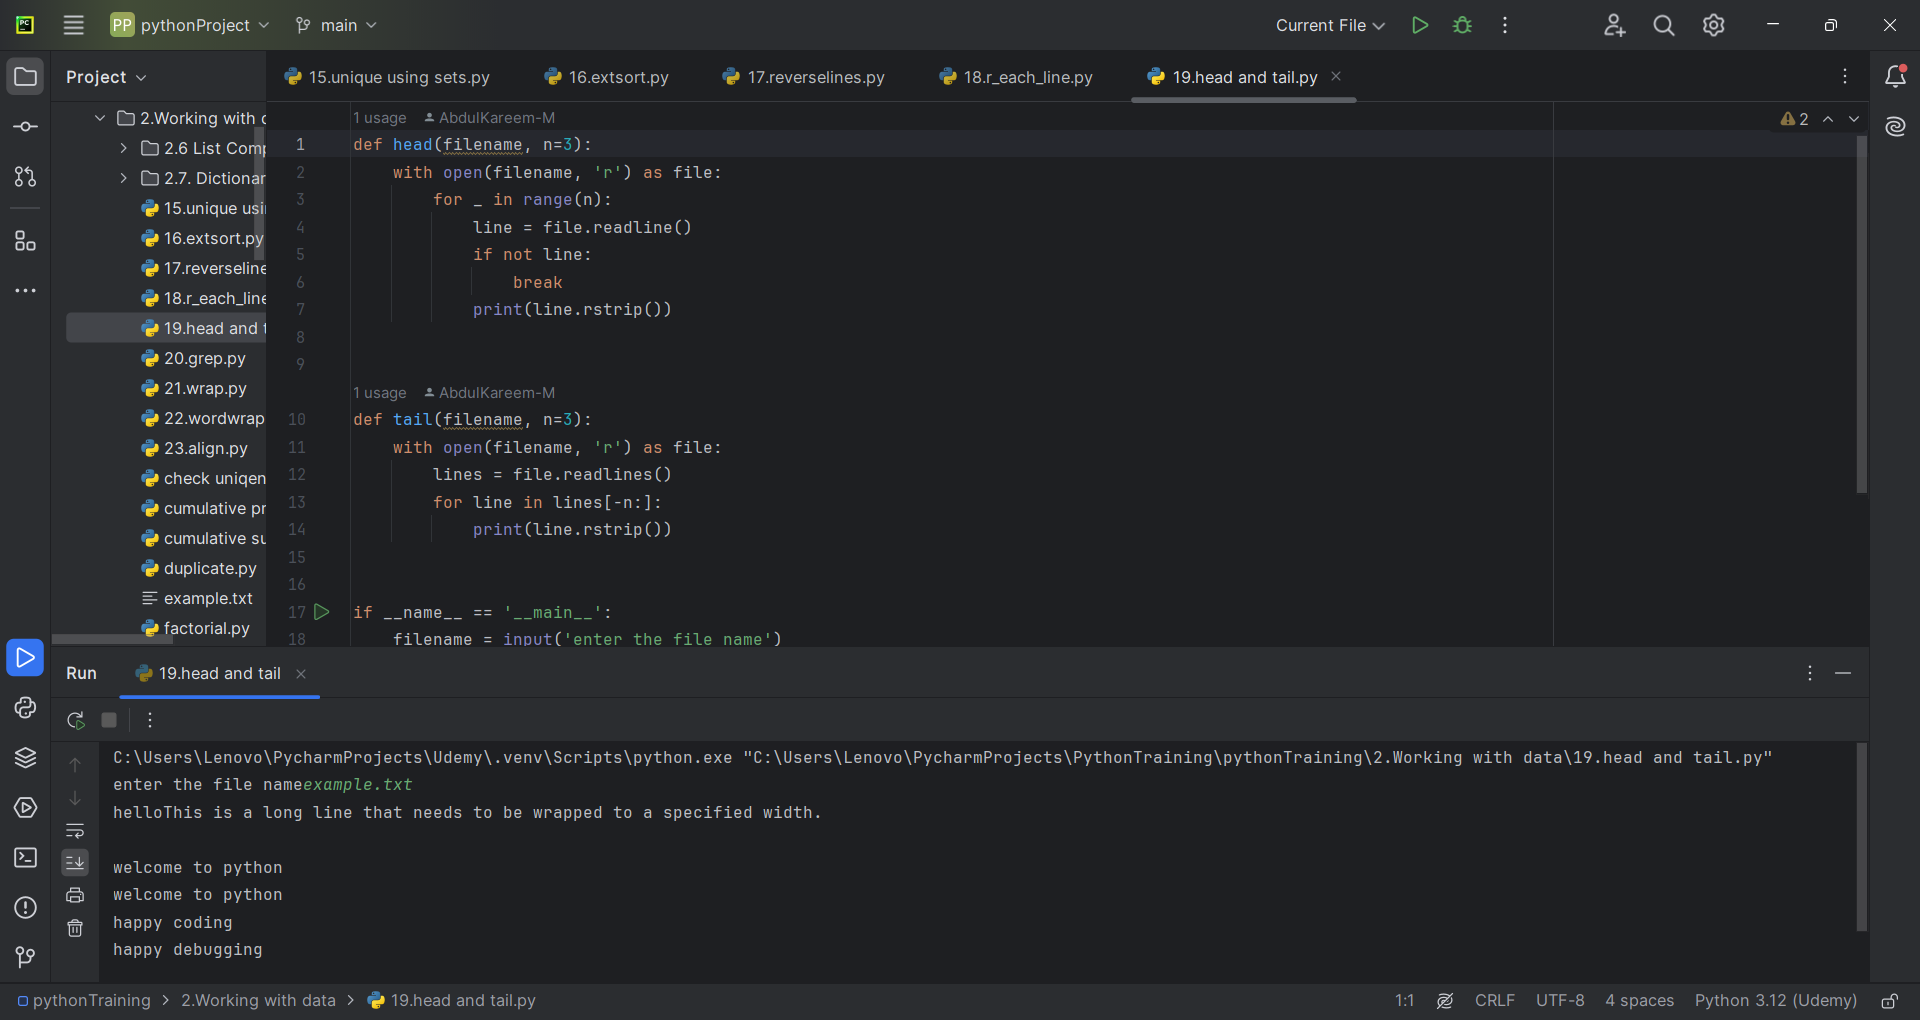 PC
PP pythonProject
main
Current File
Project
15.unique using sets.py
16.extsort.py
17.reverselines.py
18.r_each_line.py
19.head and tail.py
2.Working with
2.6 List Com
2.7. Dictionar
15.unique usi
16.extsort.py
17.reverseline
18.r_each_line
19.head and t
20.grep.py
21.wrap.py
22.wordwrap
23.align.py
check uniqen
cumulative pr
cumulative su
duplicate.py
example.txt
factorial.py
1 usage AbdulKareem-M
2
1 def head(filename, n=3):
2 with open(filename, 'r') as file:
3 for _ in range(n):
4 line = file.readline()
5 if not line:
6 break
7 print(line.rstrip())
8
9
1 usage AbdulKareem-M
10 def tail(filename, n=3):
11 with open(filename, 'r') as file:
12 lines = file.readlines()
13 for line in lines[-n:]:
14 print(line.rstrip())
15
16
17 if __name__ == '__main__':
18 filename = input('enter the file name')
Run
19.head and tail
C:\Users\Lenovo\PycharmProjects\Udemy\.venv\Scripts\python.exe "C:\Users\Lenovo\PycharmProjects\PythonTraining\pythonTraining\2.Working with data\19.head and tail.py"
enter the file nameexample.txt
helloThis is a long line that needs to be wrapped to a specified width.
welcome to python
welcome to python
happy coding
happy debugging
pythonTraining > 2.Working with data > 19.head and tail.py
1:1 CRLF UTF-8 4 spaces Python 3.12 (Udemy)